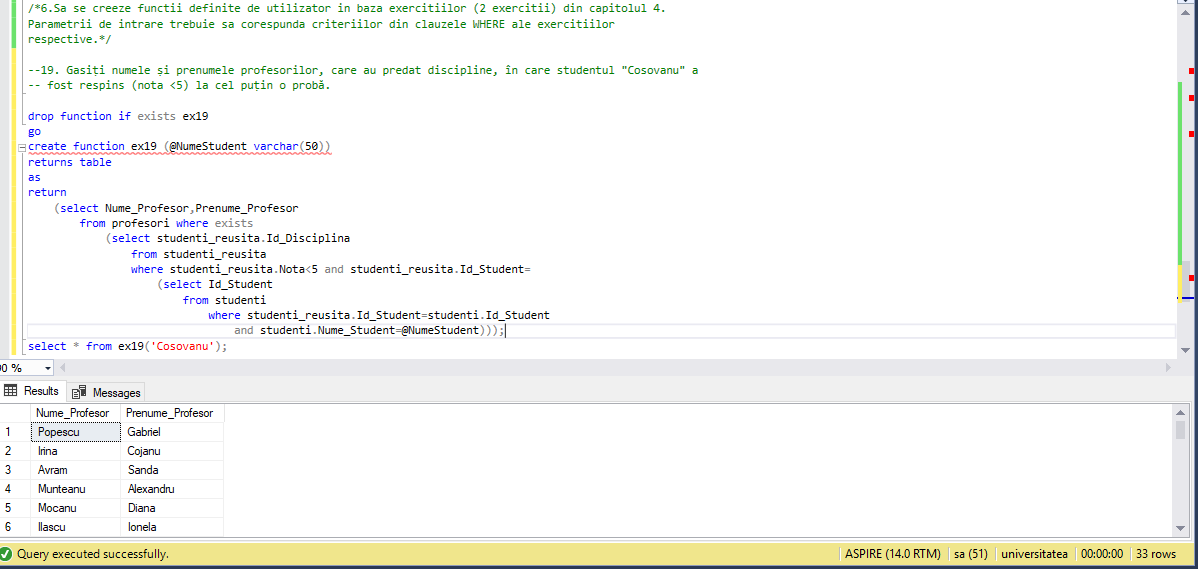 /*6.Sa se creeze functii definite de utilizator in baza exercitiilor (2 exercitii) din capitolul 4.
Parametrii de intrare trebuie sa corespunda criteriilor din clauzele WHERE ale exercitiilor
respective.*/
--19. Gasiți numele și prenumele profesorilor, care au predat discipline, în care studentul "Cosovanu" a
-- fost respins (nota <5) la cel puțin o probă.
drop function if exists ex19
go
create function ex19 (@NumeStudent varchar(50))
returns table
as
return
(select Nume_Profesor,Prenume_Profesor
from profesori where exists
(select studenti_reusita.Id_Disciplina
from studenti_reusita
where studenti_reusita.Nota<5 and studenti_reusita.Id_Student=
(select Id_Student
from studenti
where studenti_reusita.Id_Student=studenti.Id_Student
and studenti.Nume_Student=@NumeStudent)));
select * from ex19('Cosovanu');
Results Messages
Nume_Profesor Prenume_Profesor
1 Popescu Gabriel
2 Irina Cojanu
3 Avram Sanda
4 Munteanu Alexandru
5 Mocanu Diana
6 Ilascu Ionela
Query executed successfully. ASPIRE (14.0 RTM) sa (51) universitatea 00:00:00 33 rows